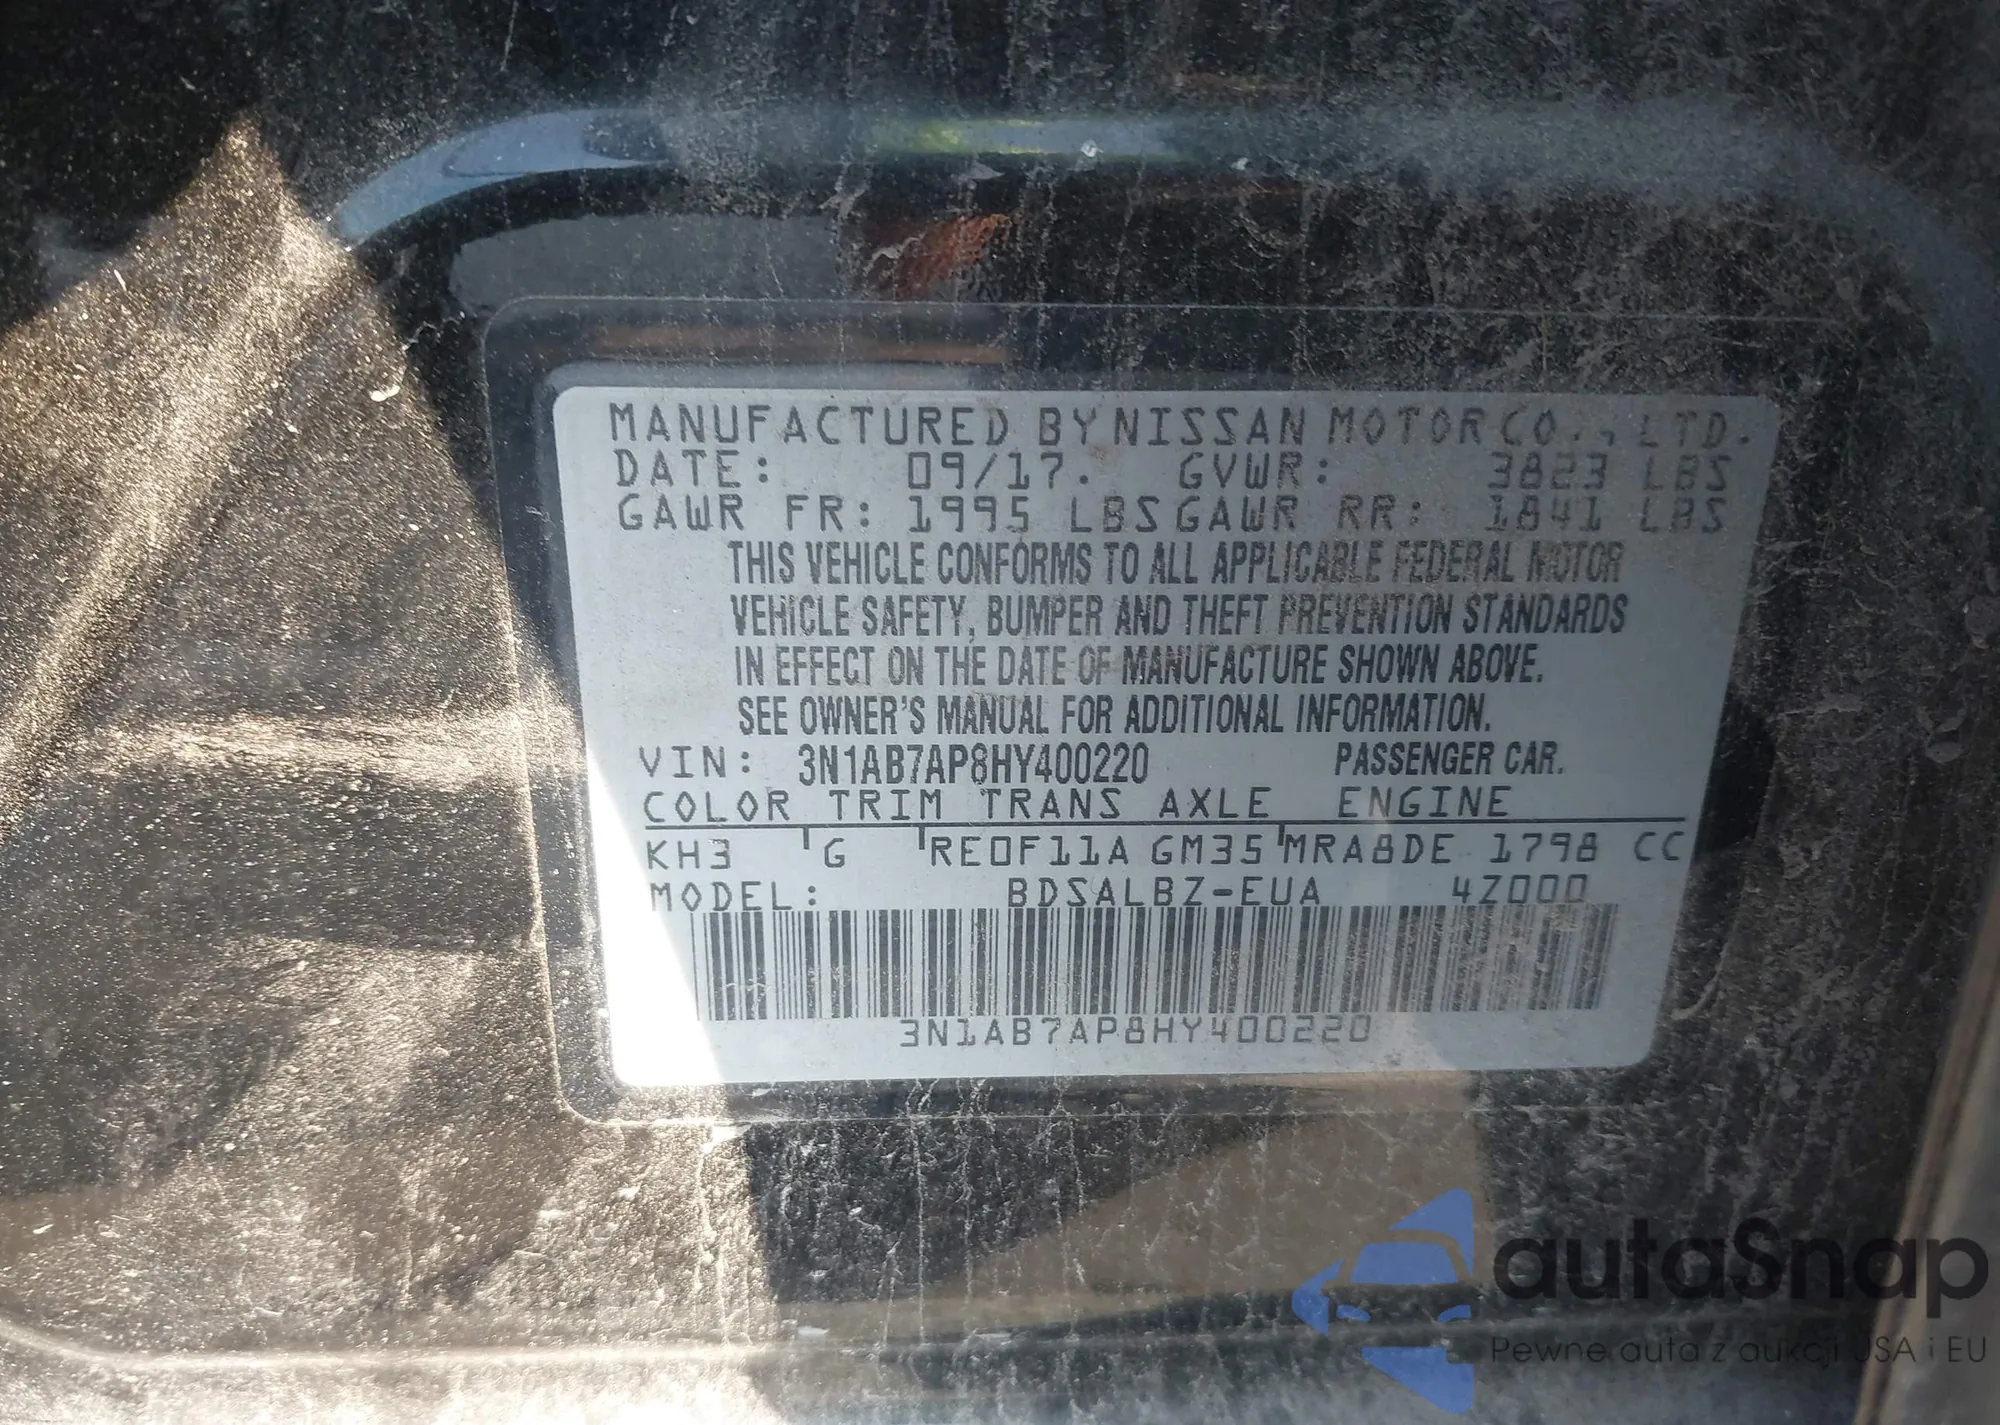 MANUFACTURED BY NISSAN MOTOR CO., LTD.
DATE: 09/17. GVWR: 3823 LBS
GAWR FR: 1995 LBS GAWR RR: 1841 LBS
THIS VEHICLE CONFORMS TO ALL APPLICABLE FEDERAL MOTOR
VEHICLE SAFETY, BUMPER AND THEFT PREVENTION STANDARDS
IN EFFECT ON THE DATE OF MANUFACTURE SHOWN ABOVE.
SEE OWNER'S MANUAL FOR ADDITIONAL INFORMATION.
VIN: 3N1AB7AP8HY400220 PASSENGER CAR.
COLOR TRIM TRANS AXLE ENGINE
KH3 G RE0F11A GM35 MRA8DE 1798 CC
MODEL: BDSALBZ-EUA 4Z000
3N1AB7AP8HY400220
autaSnap
Pewne auta z aukcji USA i EU